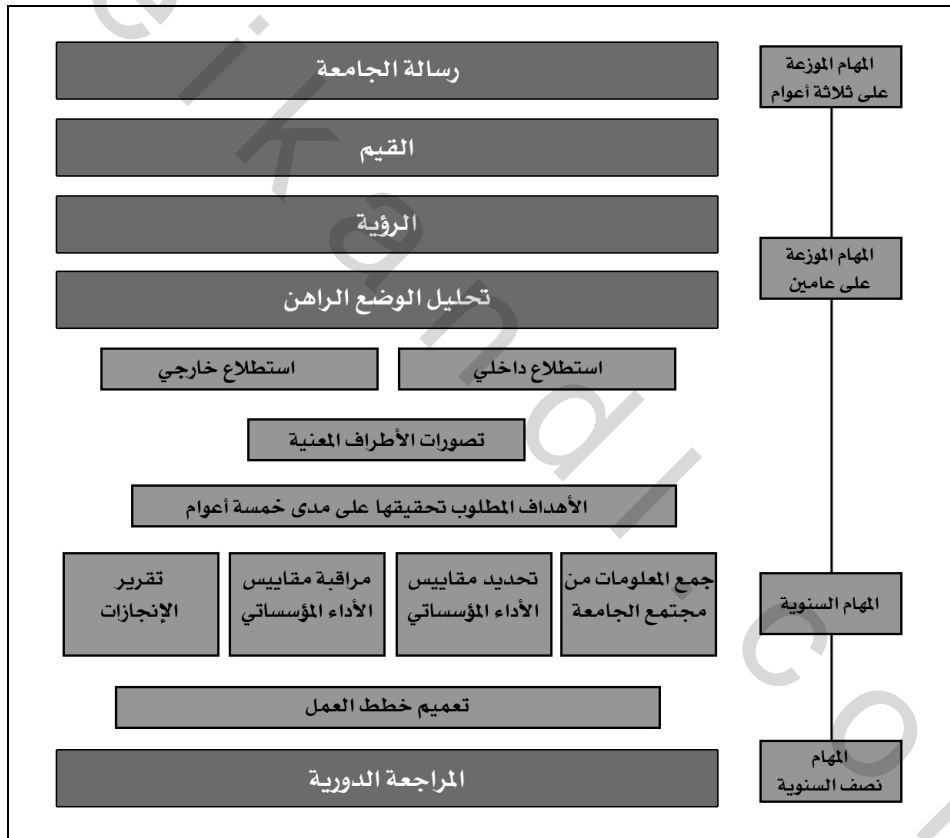 رسالة الجامعة
المهام الموزعة
على ثلاثة أعوام
القيم
الرؤية
المهام الموزعة
على عامين
تحليل الوضع الراهن
استطلاع داخلي
استطلاع خارجي
تصورات الأطراف المعنية
الأهداف المطلوب تحقيقها على مدى خمسة أعوام
المهام السنوية
جمع المعلومات من
مجتمع الجامعة
تحديد مقاييس
الأداء المؤسساتي
مراقبة مقاييس
الأداء المؤسساتي
تقرير
الإنجازات
تعميم خطط العمل
المراجعة الدورية
المهام
نصف السنوية